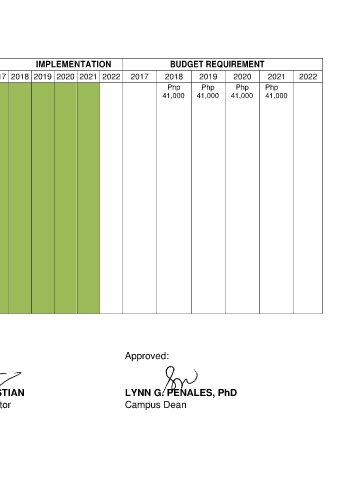 IMPLEMENTATION BUDGET REQUIREMENT
17 2018 2019 2020 2021 2022 2017 2018 2019 2020 2021 2022
Php Php Php Php
41,000 41,000 41,000 41,000
Approved:
STIAN LYNN G. PENALES, PhD
tor Campus Dean